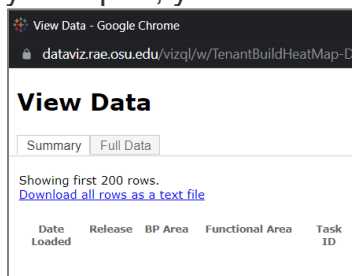 View Data - Google Chrome
dataviz.rae.osu.edu/vizql/w/TenantBuildHeatMap-D
View Data
Summary Full Data
Showing first 200 rows.
Download all rows as a text file
Date Loaded Release BP Area Functional Area Task ID